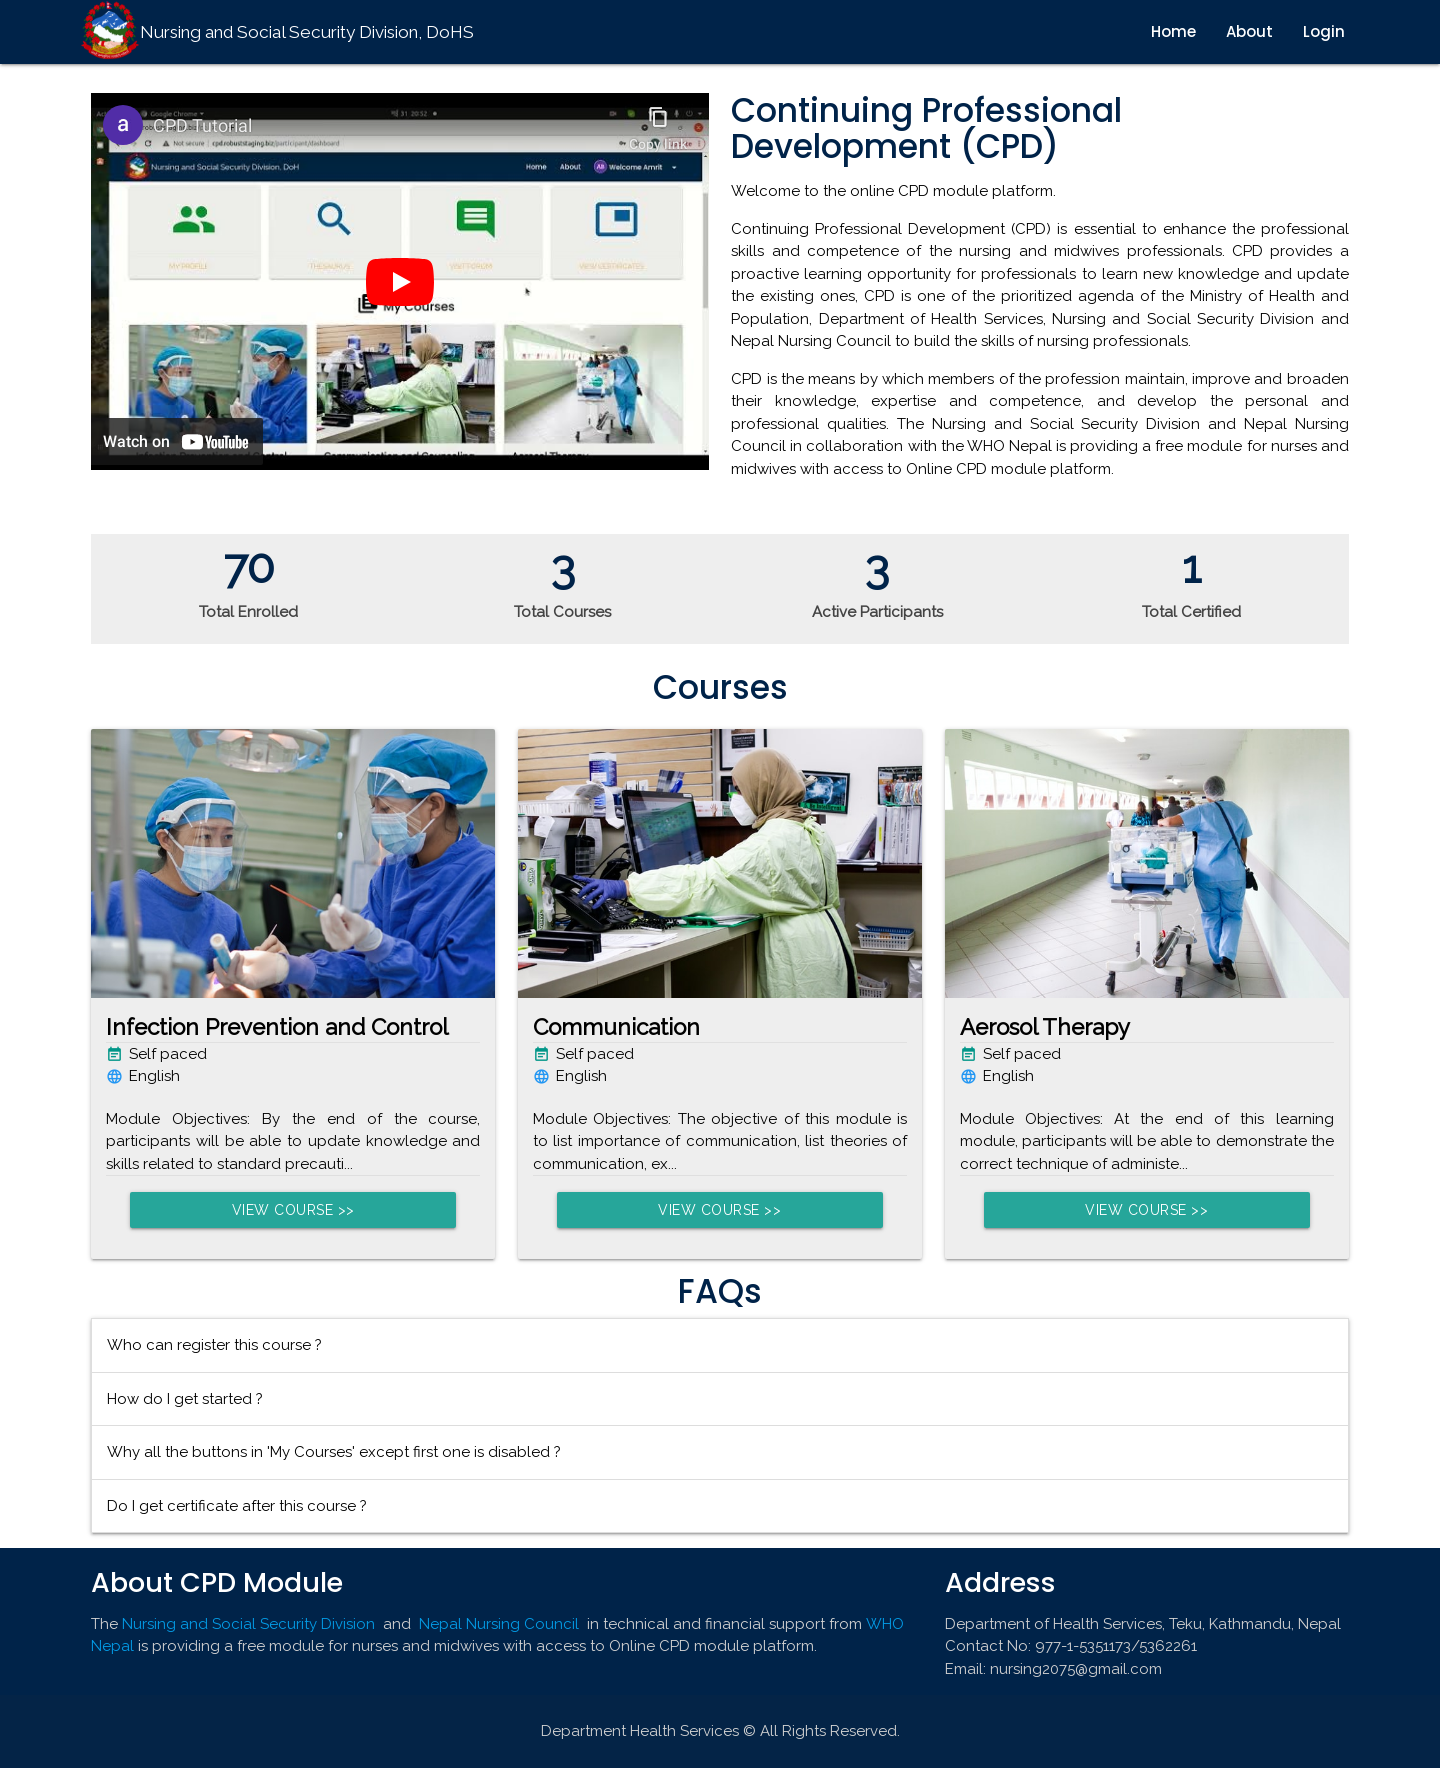 Nursing and Social Security Division, DoHS
Home
About
Login
a
CPD Tutorial
Copy link
Google Chrome
Not secure
Nursing and Social Security Division, DoH
Home
About
Welcome Amrit
MY PROFILE
THESAURUS
VISIT FORUM
VIEW CERTIFICATES
My Courses
Watch on YouTube
Aerosol Therapy
Continuing Professional
Development (CPD)
Welcome to the online CPD module platform.
Continuing Professional Development (CPD) is essential to enhance the professional
skills and competence of the nursing and midwives professionals. CPD provides a
proactive learning opportunity for professionals to learn new knowledge and update
the existing ones, CPD is one of the prioritized agenda of the Ministry of Health and
Population, Department of Health Services, Nursing and Social Security Division and
Nepal Nursing Council to build the skills of nursing professionals.
CPD is the means by which members of the profession maintain, improve and broaden
their knowledge, expertise and competence, and develop the personal and
professional qualities. The Nursing and Social Security Division and Nepal Nursing
Council in collaboration with the WHO Nepal is providing a free module for nurses and
midwives with access to Online CPD module platform.
70
Total Enrolled
3
Total Courses
3
Active Participants
1
Total Certified
Courses
Infection Prevention and Control
Self paced
English
Module Objectives: By the end of the course,
participants will be able to update knowledge and
skills related to standard precauti...
VIEW COURSE >>
Communication
Self paced
English
Module Objectives: The objective of this module is
to list importance of communication, list theories of
communication, ex...
VIEW COURSE >>
Aerosol Therapy
Self paced
English
Module Objectives: At the end of this learning
module, participants will be able to demonstrate the
correct technique of administe...
VIEW COURSE >>
FAQs
Who can register this course ?
How do I get started ?
Why all the buttons in 'My Courses' except first one is disabled ?
Do I get certificate after this course ?
About CPD Module
The Nursing and Social Security Division and Nepal Nursing Council in technical and financial support from WHO
Nepal is providing a free module for nurses and midwives with access to Online CPD module platform.
Address
Department of Health Services, Teku, Kathmandu, Nepal
Contact No: 977-1-5351173/5362261
Email: nursing2075@gmail.com
Department Health Services © All Rights Reserved.